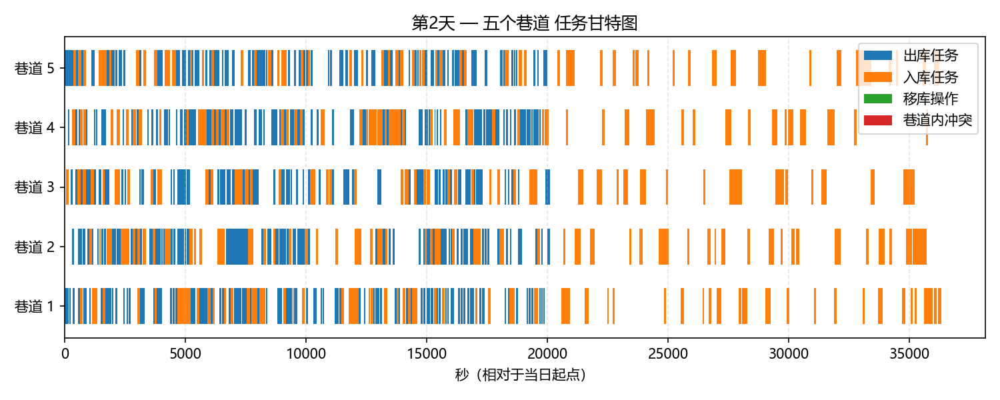 第2天 — 五个巷道 任务甘特图
出库任务
入库任务
移库操作
巷道内冲突
巷道 5
巷道 4
巷道 3
巷道 2
巷道 1
0 5000 10000 15000 20000 25000 30000 35000
秒（相对于当日起点）